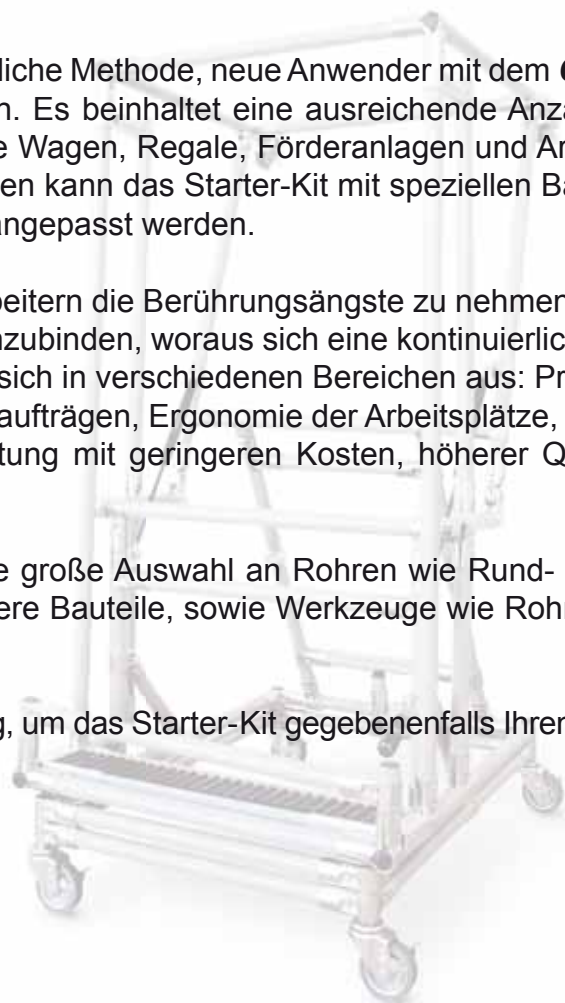 liche Methode, neue Anwender mit dem
n. Es beinhaltet eine ausreichende Anza
e Wagen, Regale, Förderanlagen und Ar
en kann das Starter-Kit mit speziellen Ba
angepasst werden.
beitern die Berührungsängste zu nehmen
nzubinden, woraus sich eine kontinuierlic
sich in verschiedenen Bereichen aus: Pr
aufträgen, Ergonomie der Arbeitsplätze,
tung mit geringeren Kosten, höherer Q
e große Auswahl an Rohren wie Rund-
ere Bauteile, sowie Werkzeuge wie Rohr
g, um das Starter-Kit gegebenenfalls Ihren